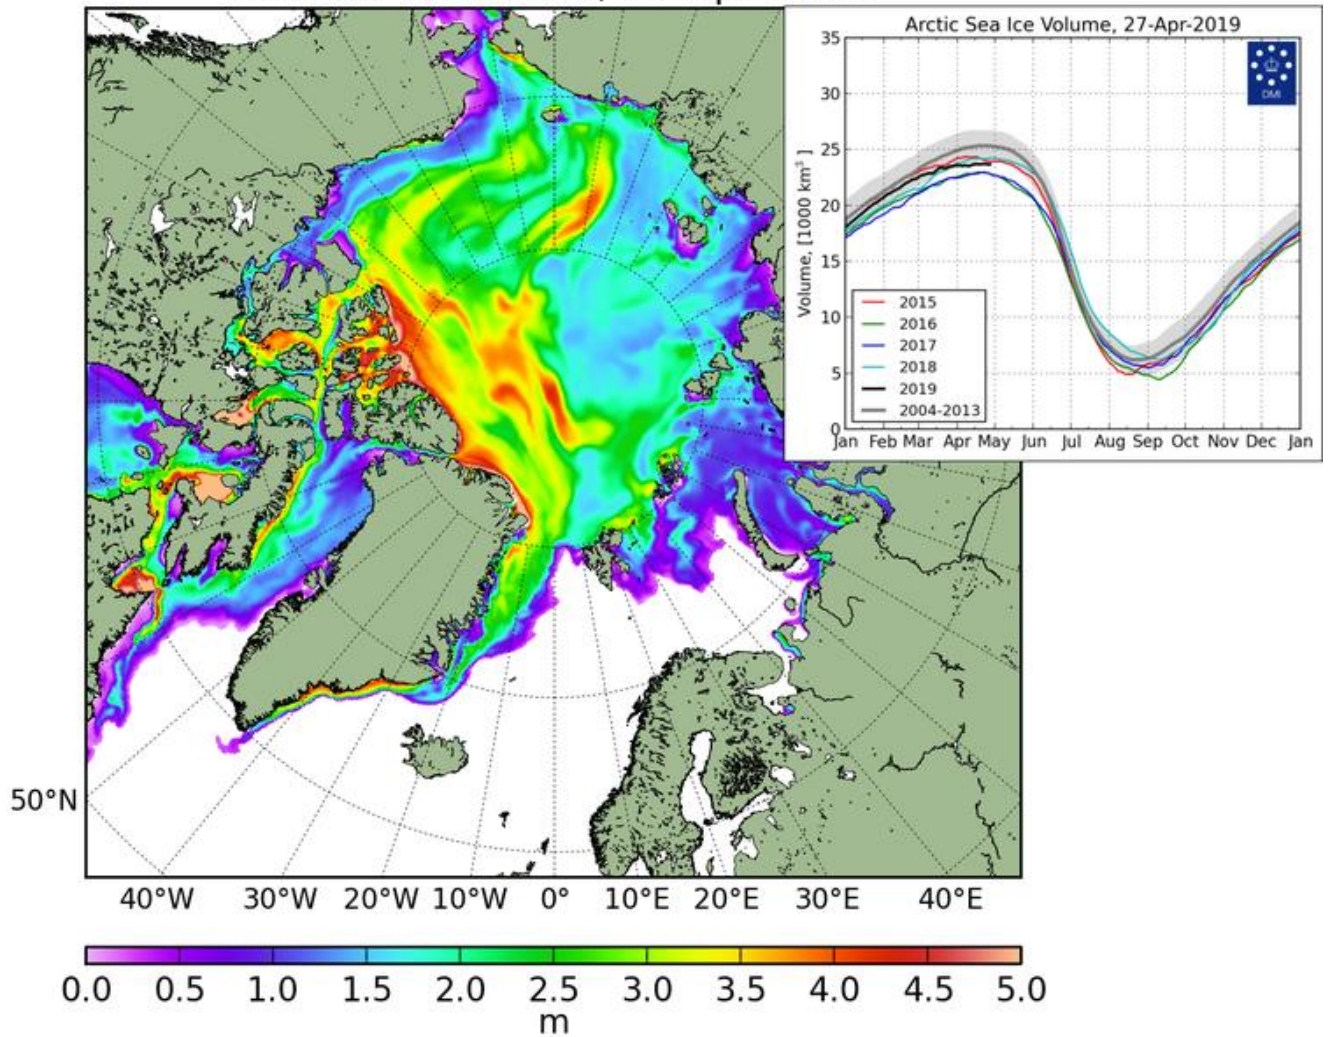 Arctic Sea Ice Volume, 27-Apr-2019
35
30
25
20
15
10
5
0
Volume, [1000 km³ ]
DMI
2015
2016
2017
2018
2019
2004-2013
Jan Feb Mar Apr May Jun Jul Aug Sep Oct Nov Dec Jan
50°N
40°W 30°W 20°W 10°W 0° 10°E 20°E 30°E 40°E
0.0 0.5 1.0 1.5 2.0 2.5 3.0 3.5 4.0 4.5 5.0
m